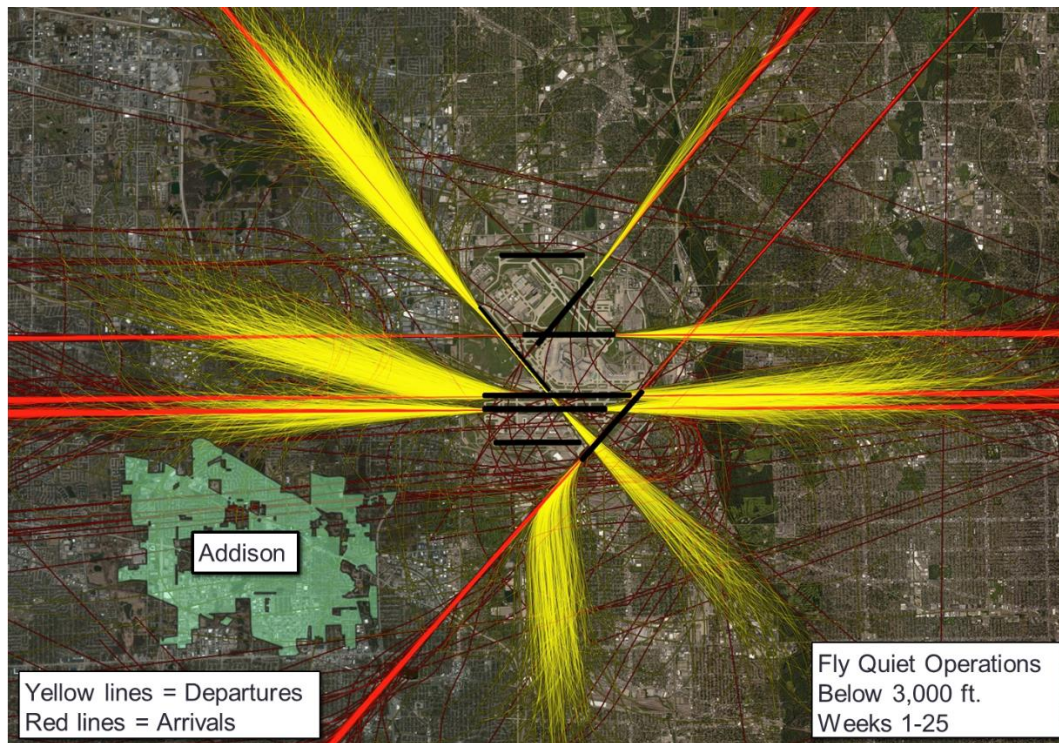 Addison
Yellow lines = Departures
Red lines = Arrivals
Fly Quiet Operations
Below 3,000 ft.
Weeks 1-25